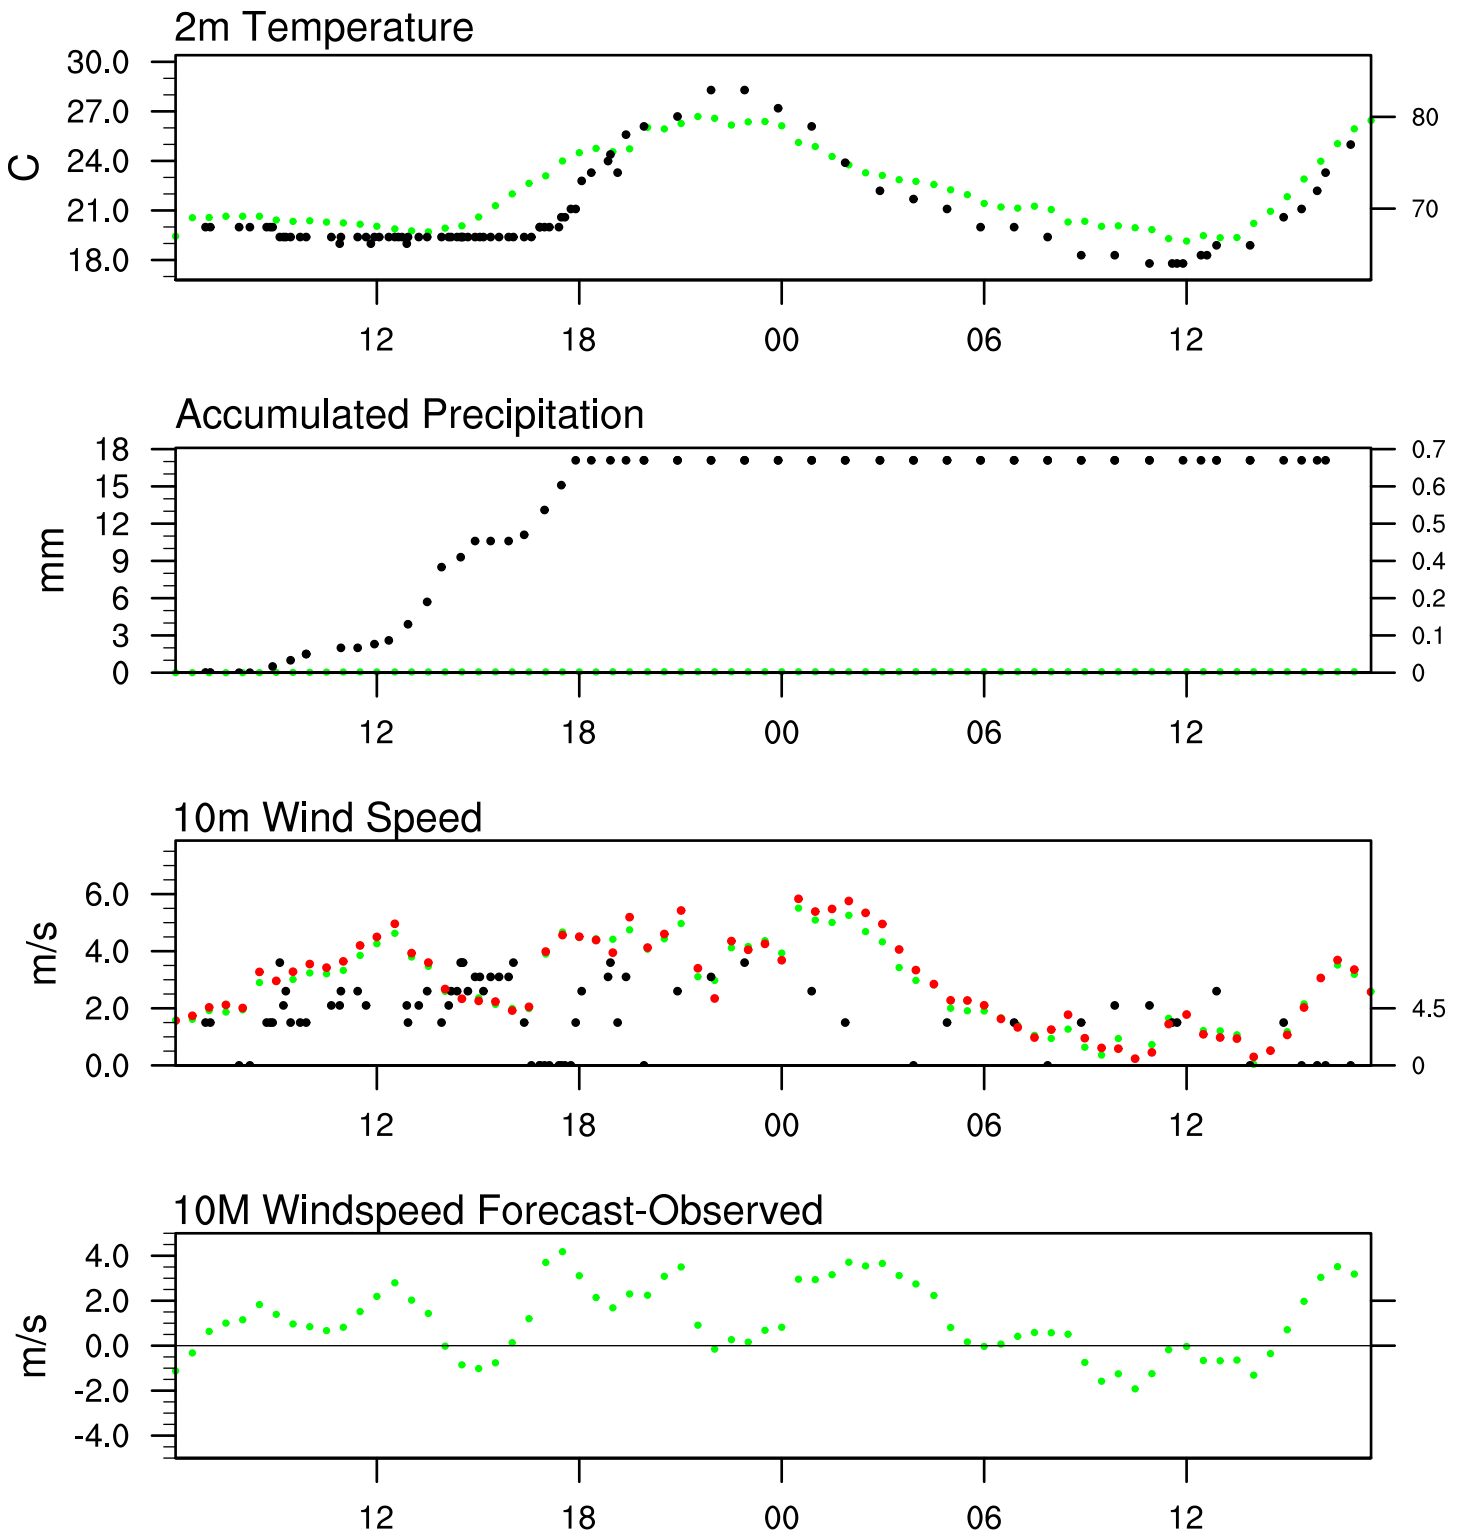 2m Temperature
30.0
27.0
24.0
21.0
18.0
C
80
70
12 18 00 06 12
Accumulated Precipitation
18
15
12
9
6
3
0
mm
0.7
0.6
0.5
0.4
0.2
0.1
0
12 18 00 06 12
10m Wind Speed
6.0
4.0
2.0
0.0
m/s
4.5
0
12 18 00 06 12
10M Windspeed Forecast-Observed
4.0
2.0
0.0
-2.0
-4.0
m/s
12 18 00 06 12